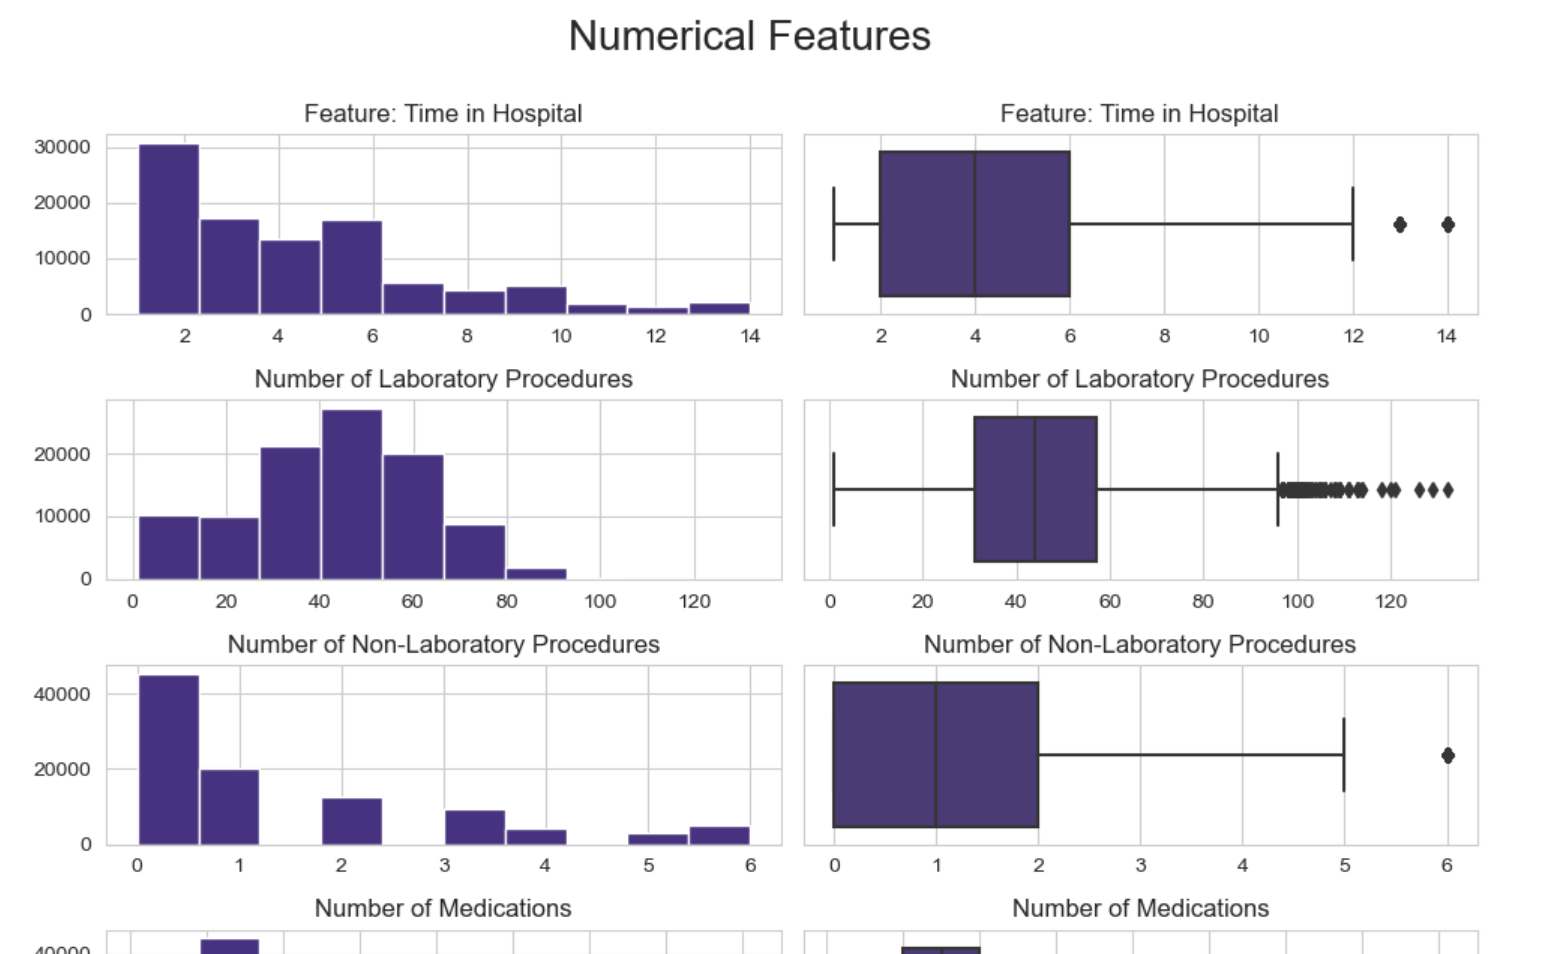 Numerical Features
Feature: Time in Hospital
30000
20000
10000
0
2 4 6 8 10 12 14
Feature: Time in Hospital
2 4 6 8 10 12 14
Number of Laboratory Procedures
20000
10000
0
0 20 40 60 80 100 120
Number of Laboratory Procedures
0 20 40 60 80 100 120
Number of Non-Laboratory Procedures
40000
20000
0
0 1 2 3 4 5 6
Number of Non-Laboratory Procedures
0 1 2 3 4 5 6
Number of Medications
40000
Number of Medications